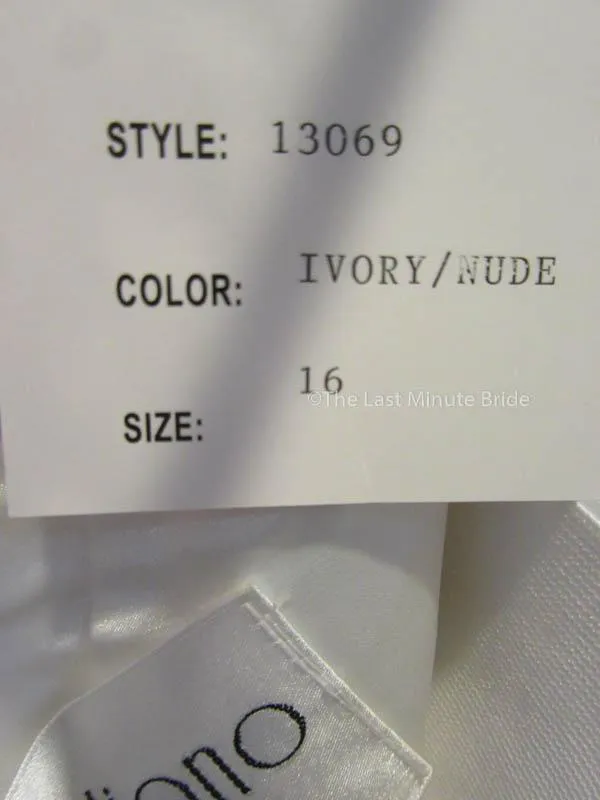 STYLE: 13069
COLOR: IVORY/NUDE
SIZE: 16
©The Last Minute Bride